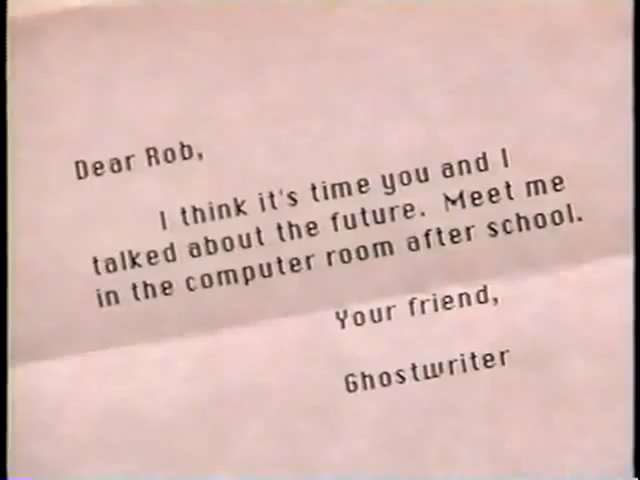 Dear Rob,
I think it's time you and I
talked about the future. Meet me
in the computer room after school.
Your friend,
Ghostwriter